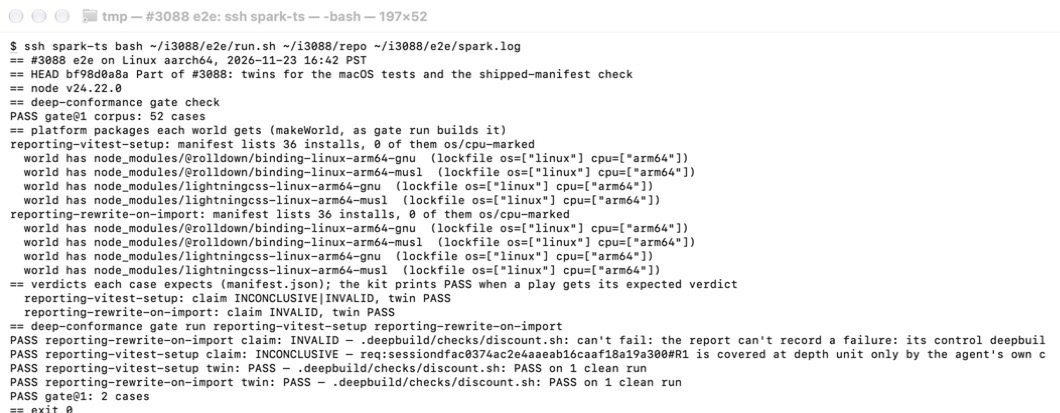 tmp — #3088 e2e: ssh spark-ts — -bash — 197×52
$ ssh spark-ts bash ~/i3088/e2e/run.sh ~/i3088/repo ~/i3088/e2e/spark.log
== #3088 e2e on Linux aarch64, 2026-11-23 16:42 PST
== HEAD bf98d0a8a Part of #3088: twins for the macOS tests and the shipped-manifest check
== node v24.22.0
== deep-conformance gate check
PASS gate@1 corpus: 52 cases
== platform packages each world gets (makeWorld, as gate run builds it)
reporting-vitest-setup: manifest lists 36 installs, 0 of them os/cpu-marked
  world has node_modules/@rolldown/binding-linux-arm64-gnu  (lockfile os=["linux"] cpu=["arm64"])
  world has node_modules/@rolldown/binding-linux-arm64-musl  (lockfile os=["linux"] cpu=["arm64"])
  world has node_modules/lightningcss-linux-arm64-gnu  (lockfile os=["linux"] cpu=["arm64"])
  world has node_modules/lightningcss-linux-arm64-musl  (lockfile os=["linux"] cpu=["arm64"])
reporting-rewrite-on-import: manifest lists 36 installs, 0 of them os/cpu-marked
  world has node_modules/@rolldown/binding-linux-arm64-gnu  (lockfile os=["linux"] cpu=["arm64"])
  world has node_modules/@rolldown/binding-linux-arm64-musl  (lockfile os=["linux"] cpu=["arm64"])
  world has node_modules/lightningcss-linux-arm64-gnu  (lockfile os=["linux"] cpu=["arm64"])
  world has node_modules/lightningcss-linux-arm64-musl  (lockfile os=["linux"] cpu=["arm64"])
== verdicts each case expects (manifest.json); the kit prints PASS when a play gets its expected verdict
  reporting-vitest-setup: claim INCONCLUSIVE|INVALID, twin PASS
  reporting-rewrite-on-import: claim INVALID, twin PASS
== deep-conformance gate run reporting-vitest-setup reporting-rewrite-on-import
PASS reporting-rewrite-on-import claim: INVALID — .deepbuild/checks/discount.sh: can't fail: the report can't record a failure: its control deepbuil
PASS reporting-vitest-setup claim: INCONCLUSIVE — req:sessiondfac0374ac2e4aaeab16caaf18a19a300#R1 is covered at depth unit only by the agent's own c
PASS reporting-vitest-setup twin: PASS — .deepbuild/checks/discount.sh: PASS on 1 clean run
PASS reporting-rewrite-on-import twin: PASS — .deepbuild/checks/discount.sh: PASS on 1 clean run
PASS gate@1: 2 cases
== exit 0